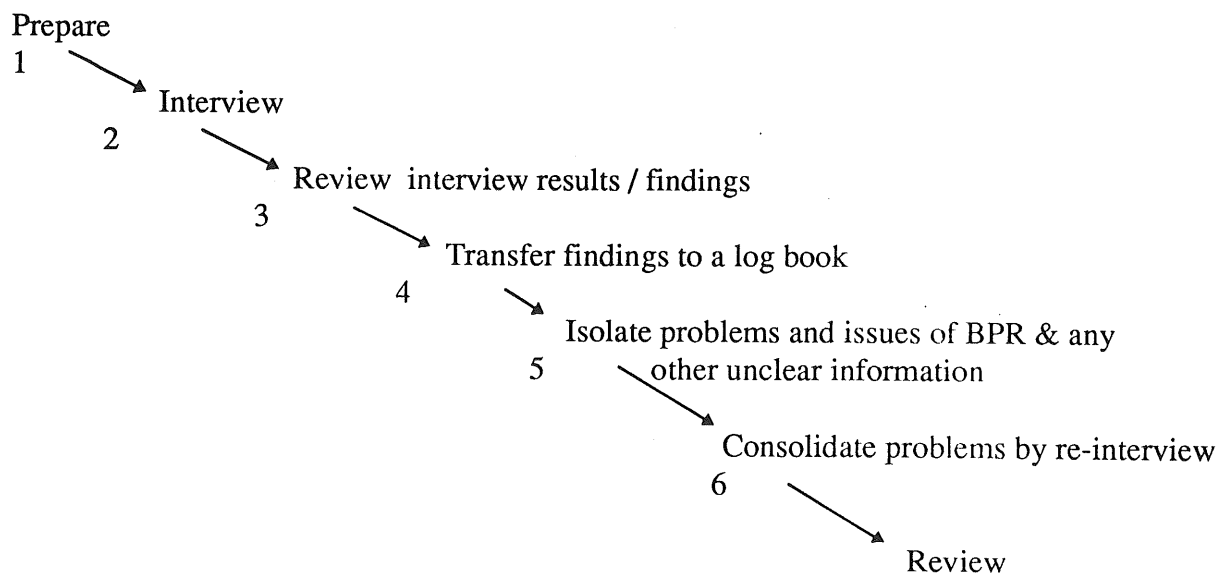 Prepare
1
Interview
2
Review interview results / findings
3
Transfer findings to a log book
4
Isolate problems and issues of BPR & any
5
other unclear information
Consolidate problems by re-interview
6
Review